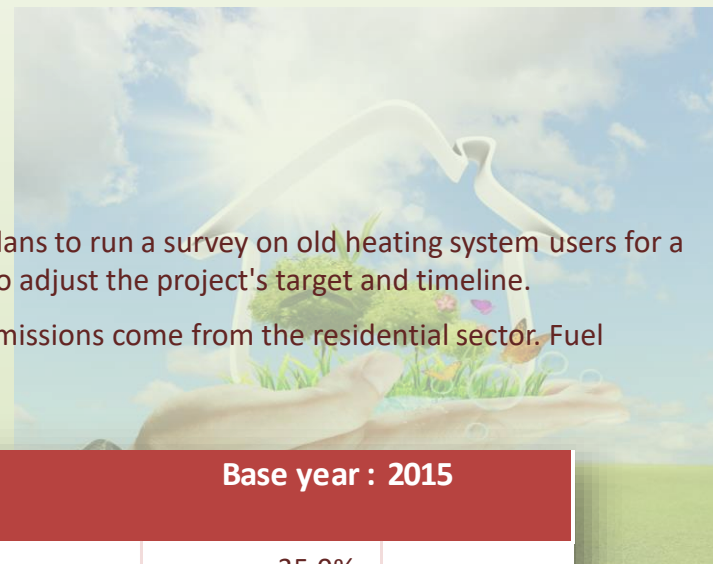 lans to run a survey on old heating system users for a
o adjust the project's target and timeline.
missions come from the residential sector. Fuel
Base year : 2015